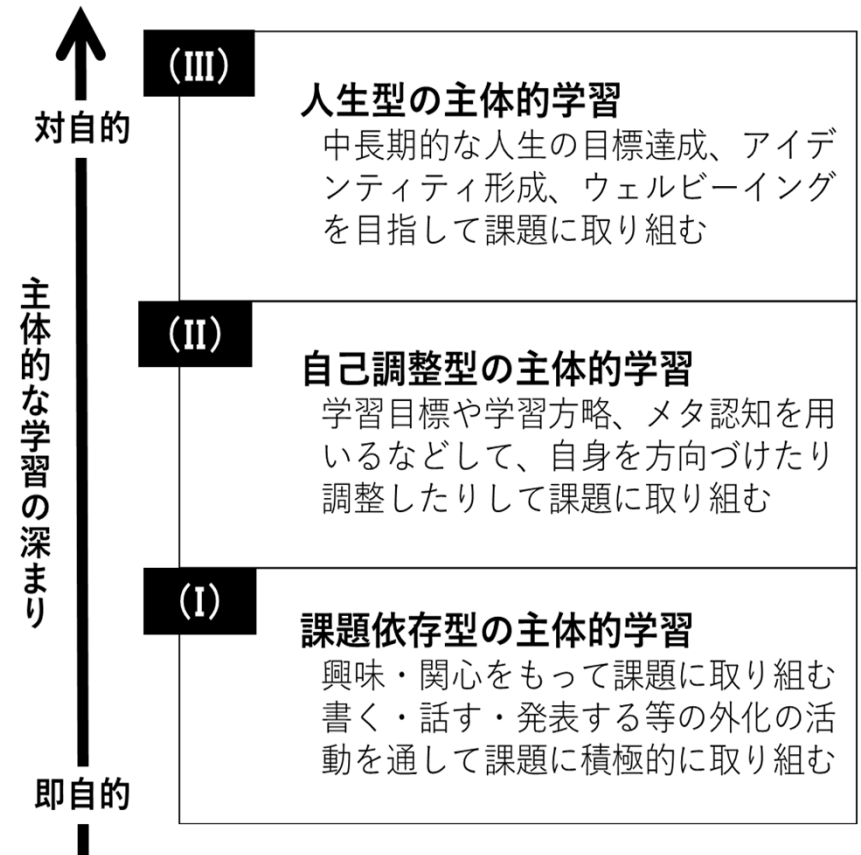 対自的
主体的な学習の深まり
即自的
(III)
人生型の主体的学習
中長期的な人生の目標達成、アイデ
ンティティ形成、ウェルビーイング
を目指して課題に取り組む
(II)
自己調整型の主体的学習
学習目標や学習方略、メタ認知を用
いるなどして、自身を方向づけたり
調整したりして課題に取り組む
(I)
課題依存型の主体的学習
興味・関心をもって課題に取り組む
書く・話す・発表する等の外化の活
動を通して課題に積極的に取り組む